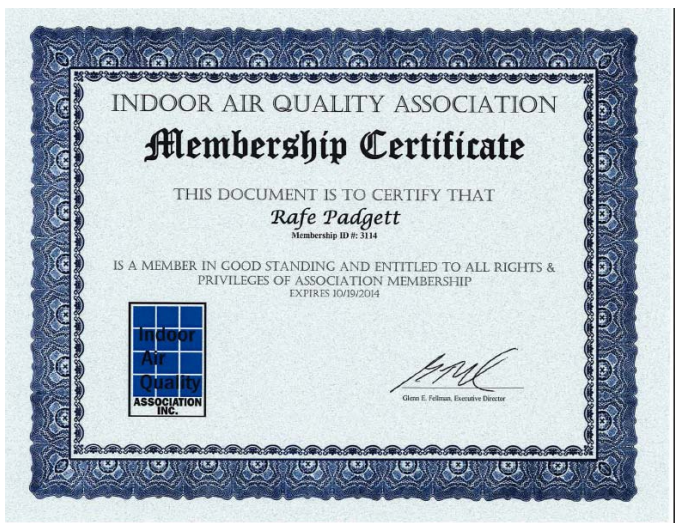 INDOOR AIR QUALITY ASSOCIATION
Membership Certificate
THIS DOCUMENT IS TO CERTIFY THAT
Rafe Padgett
Membership ID #: 3114
IS A MEMBER IN GOOD STANDING AND ENTITLED TO ALL RIGHTS &
PRIVILEGES OF ASSOCIATION MEMBERSHIP
EXPIRES 10/19/2014
Indoor
Air
Quality
ASSOCIATION
INC.
Glenn E. Fellman, Executive Director